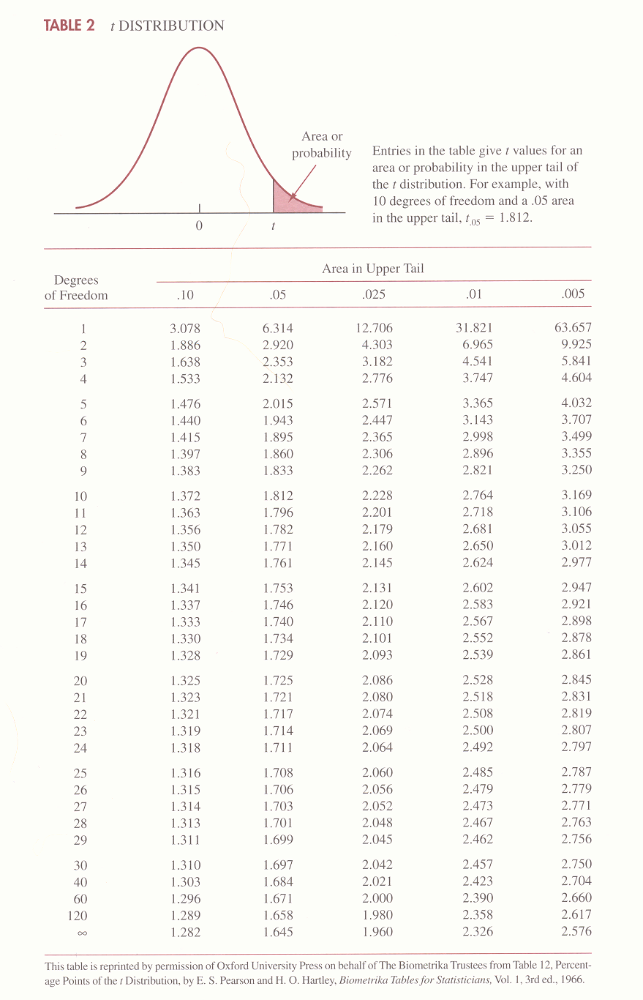 TABLE 2 t DISTRIBUTION
Area or
probability
0
t
Entries in the table give t values for an
area or probability in the upper tail of
the t distribution. For example, with
10 degrees of freedom and a .05 area
in the upper tail, t.05 = 1.812.
Area in Upper Tail
Degrees
of Freedom .10 .05 .025 .01 .005
1 3.078 6.314 12.706 31.821 63.657
2 1.886 2.920 4.303 6.965 9.925
3 1.638 2.353 3.182 4.541 5.841
4 1.533 2.132 2.776 3.747 4.604
5 1.476 2.015 2.571 3.365 4.032
6 1.440 1.943 2.447 3.143 3.707
7 1.415 1.895 2.365 2.998 3.499
8 1.397 1.860 2.306 2.896 3.355
9 1.383 1.833 2.262 2.821 3.250
10 1.372 1.812 2.228 2.764 3.169
11 1.363 1.796 2.201 2.718 3.106
12 1.356 1.782 2.179 2.681 3.055
13 1.350 1.771 2.160 2.650 3.012
14 1.345 1.761 2.145 2.624 2.977
15 1.341 1.753 2.131 2.602 2.947
16 1.337 1.746 2.120 2.583 2.921
17 1.333 1.740 2.110 2.567 2.898
18 1.330 1.734 2.101 2.552 2.878
19 1.328 1.729 2.093 2.539 2.861
20 1.325 1.725 2.086 2.528 2.845
21 1.323 1.721 2.080 2.518 2.831
22 1.321 1.717 2.074 2.508 2.819
23 1.319 1.714 2.069 2.500 2.807
24 1.318 1.711 2.064 2.492 2.797
25 1.316 1.708 2.060 2.485 2.787
26 1.315 1.706 2.056 2.479 2.779
27 1.314 1.703 2.052 2.473 2.771
28 1.313 1.701 2.048 2.467 2.763
29 1.311 1.699 2.045 2.462 2.756
30 1.310 1.697 2.042 2.457 2.750
40 1.303 1.684 2.021 2.423 2.704
60 1.296 1.671 2.000 2.390 2.660
120 1.289 1.658 1.980 2.358 2.617
∞ 1.282 1.645 1.960 2.326 2.576
This table is reprinted by permission of Oxford University Press on behalf of The Biometrika Trustees from Table 12, Percent-
age Points of the t Distribution, by E. S. Pearson and H. O. Hartley, Biometrika Tables for Statisticians, Vol. 1, 3rd ed., 1966.